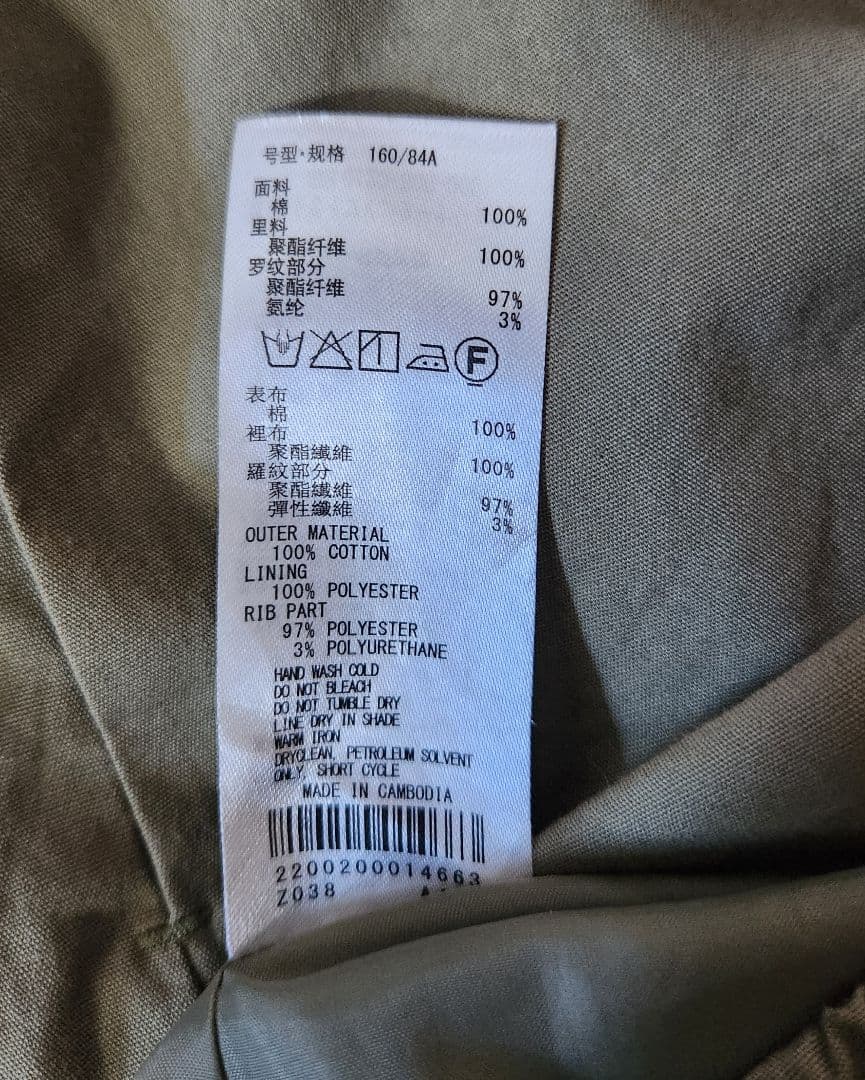 号型·规格 160/84A
面料
棉 100%
里料
聚酯纤维 100%
罗纹部分
聚酯纤维 97%
氨纶 3%
F
表布
棉 100%
裡布
聚酯纖維 100%
羅紋部分
聚酯纖維 97%
彈性纖維 3%
OUTER MATERIAL
100% COTTON
LINING
100% POLYESTER
RIB PART
97% POLYESTER
3% POLYURETHANE
HAND WASH COLD
DO NOT BLEACH
DO NOT TUMBLE DRY
LINE DRY IN SHADE
WARM IRON
DRYCLEAN, PETROLEUM SOLVENT
ONLY, SHORT CYCLE
MADE IN CAMBODIA
2200200014663
Z038